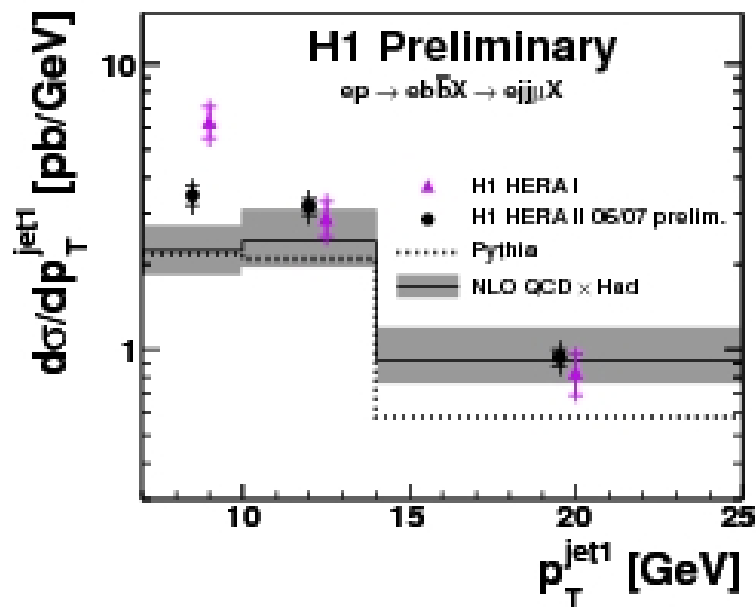 H1 Preliminary
ep → eb b̄X → ejjμX
H1 HERA I
H1 HERA II 06/07 prelim.
Pythia
NLO QCD × Had
dσ/dp_T^jet1 [pb/GeV]
10
1
10
15
20
25
p_T^jet1 [GeV]